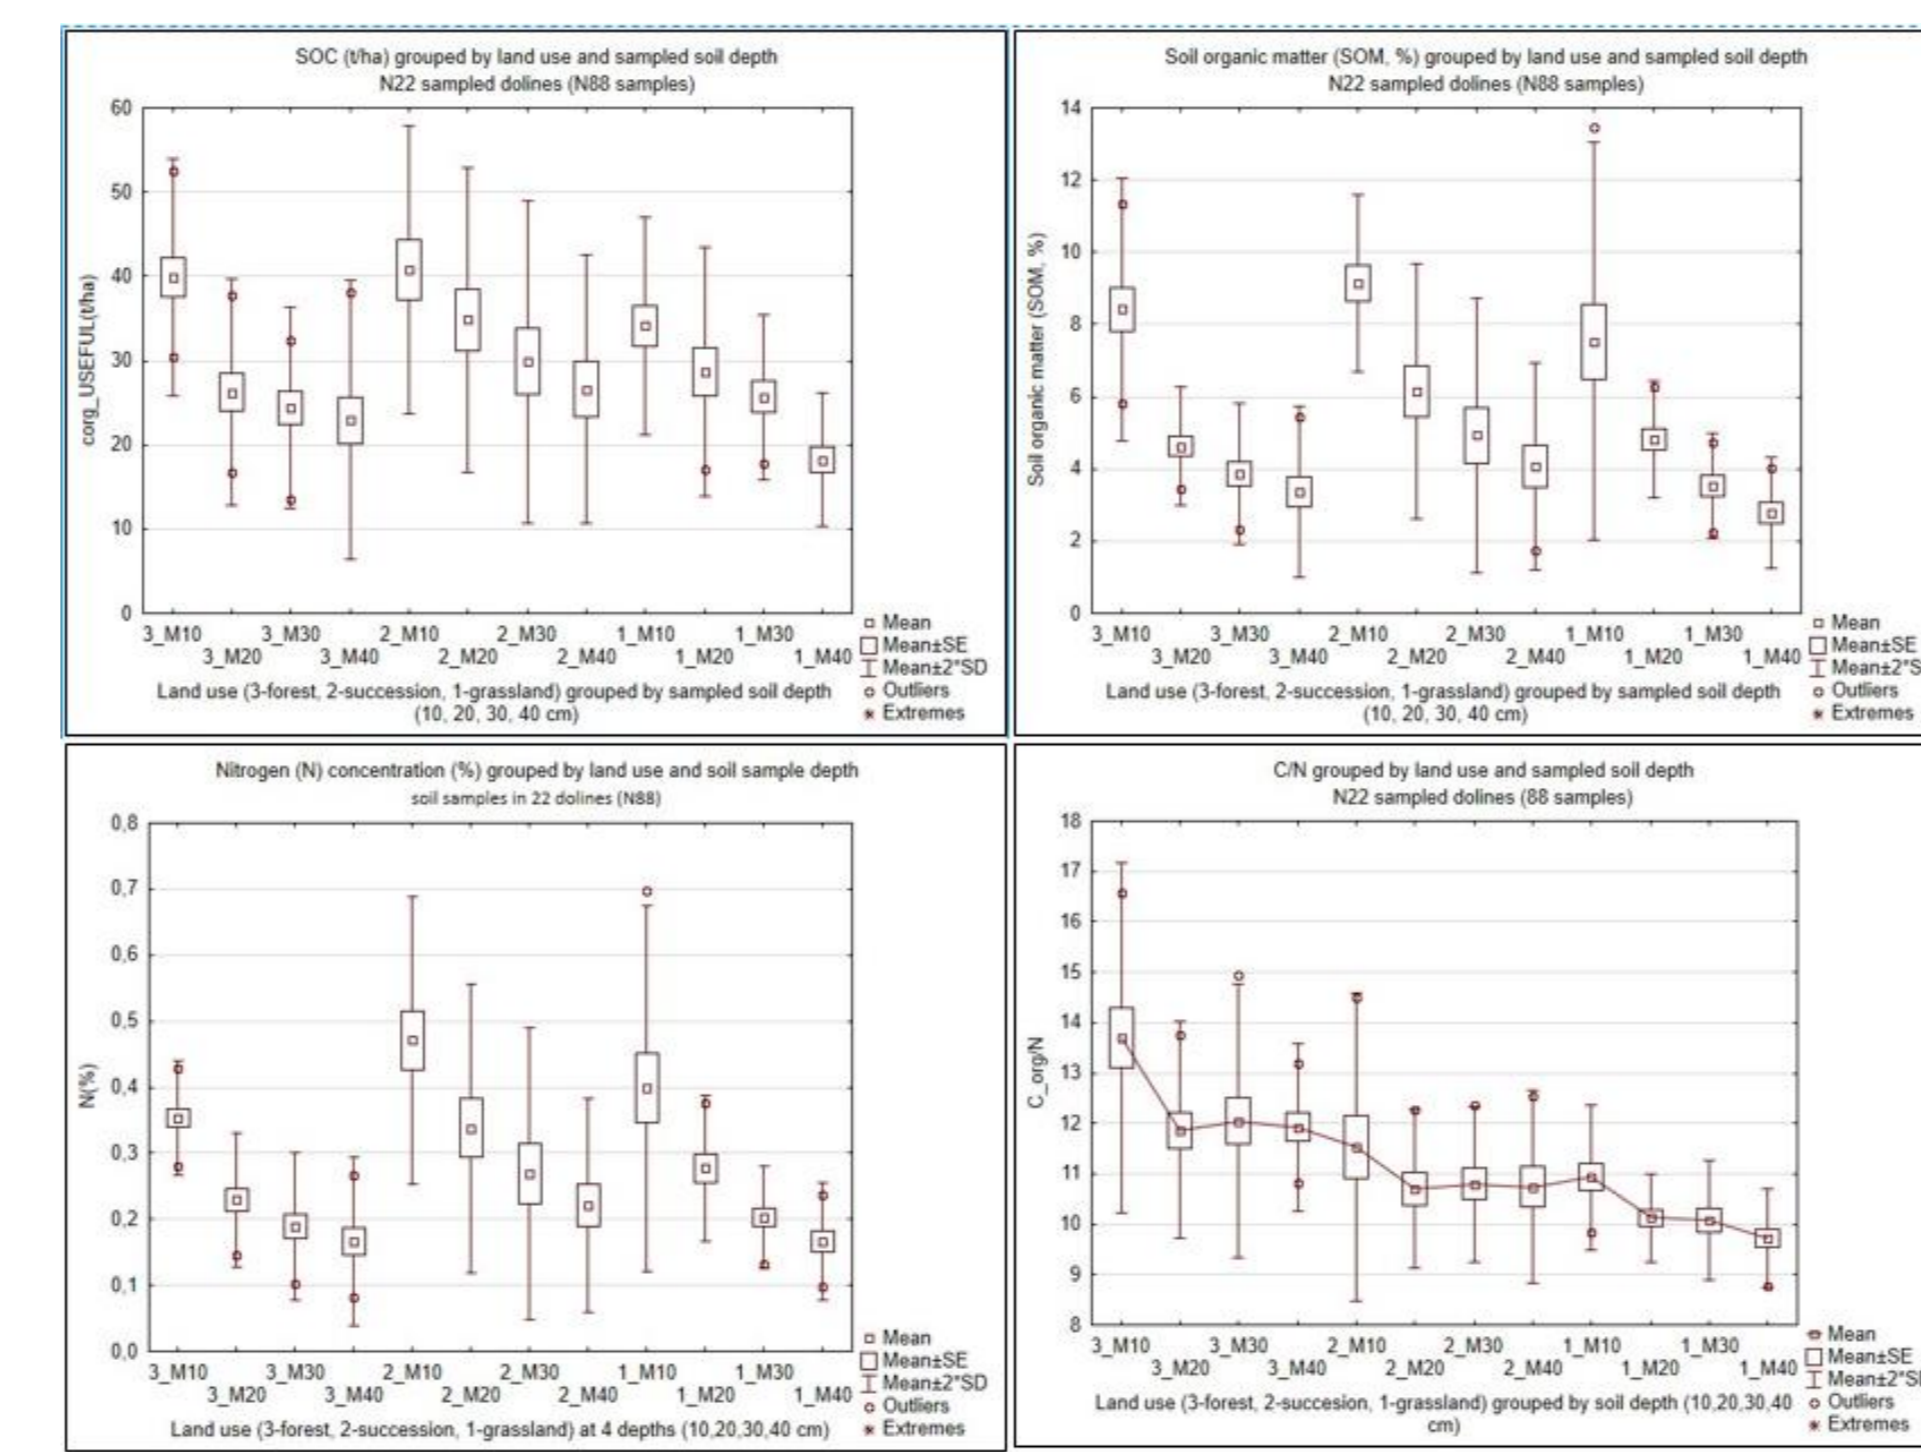 SOC (t/ha) grouped by land use and sampled soil depth
N22 sampled dolines (N88 samples)
corg_USEFUL(t/ha)
60
50
40
30
20
10
0
3_M10 3_M30 2_M10 2_M30 1_M10 1_M30
3_M20 3_M40 2_M20 2_M40 1_M20 1_M40
Land use (3-forest, 2-succession, 1-grassland) grouped by sampled soil depth
(10, 20, 30, 40 cm)
Mean
Mean±SE
Mean±2*SD
Outliers
Extremes
Soil organic matter (SOM, %) grouped by land use and sampled soil depth
N22 sampled dolines (N88 samples)
Soil organic matter (SOM, %)
14
12
10
8
6
4
2
0
3_M10 3_M30 2_M10 2_M30 1_M10 1_M30
3_M20 3_M40 2_M20 2_M40 1_M20 1_M40
Land use (3-forest, 2-succession, 1-grassland) grouped by sampled soil depth
(10, 20, 30, 40 cm)
Mean
Mean±SE
Mean±2*S
Outliers
Extremes
Nitrogen (N) concentration (%) grouped by land use and soil sample depth
soil samples in 22 dolines (N88)
N(%)
0,8
0,7
0,6
0,5
0,4
0,3
0,2
0,1
0,0
3_M10 3_M30 2_M10 2_M30 1_M10 1_M30
3_M20 3_M40 2_M20 2_M40 1_M20 1_M40
Land use (3-forest, 2-succession, 1-grassland) at 4 depths (10,20,30,40 cm)
Mean
Mean±SE
Mean±2*SD
Outliers
Extremes
C/N grouped by land use and sampled soil depth
N22 sampled dolines (88 samples)
C_org/N
18
17
16
15
14
13
12
11
10
9
8
3_M10 3_M30 2_M10 2_M30 1_M10 1_M30
3_M20 3_M40 2_M20 2_M40 1_M20 1_M40
Land use (3-forest, 2-succesion, 1-grassland) grouped by soil depth (10,20,30,40
cm)
Mean
Mean±SE
Mean±2*S
Outliers
Extremes